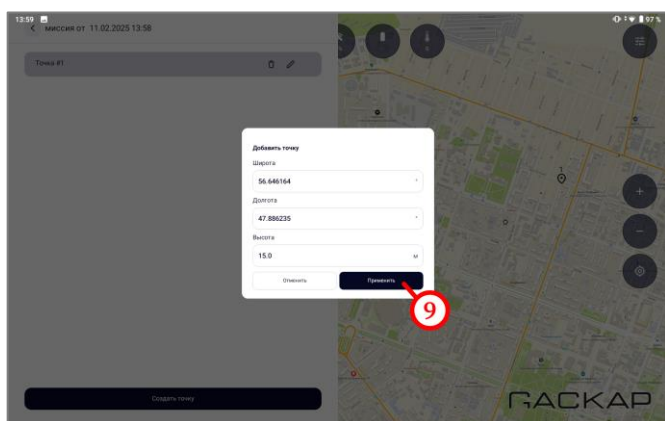 13:59
97 %
миссия от 11.02.2025 13:58
Точка #1
Добавить точку
Широта
56.646164 °
Долгота
47.886235 °
Высота
15.0 м
Отменить Применить
9
Создать точку
ГАСКАР